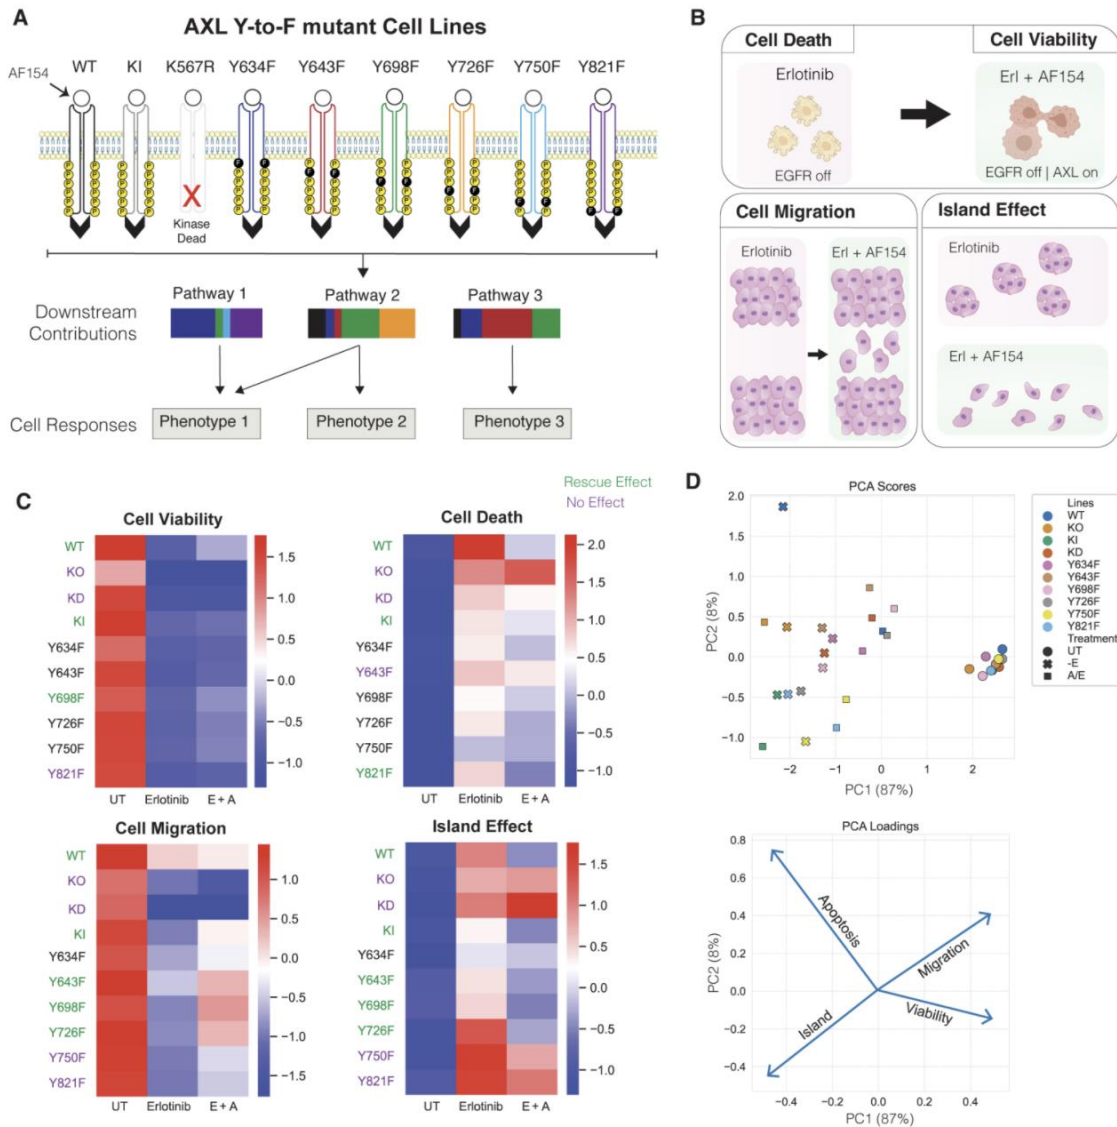 A
AXL Y-to-F mutant Cell Lines
AF154
WT KI K567R Y634F Y643F Y698F Y726F Y750F Y821F
X
Kinase
Dead
Downstream
Contributions
Pathway 1 Pathway 2 Pathway 3
Cell Responses
Phenotype 1 Phenotype 2 Phenotype 3
B
Cell Death
Erlotinib
EGFR off
Cell Viability
Erl + AF154
EGFR off | AXL on
Cell Migration
Erlotinib
Erl + AF154
Island Effect
Erlotinib
Erl + AF154
C
Rescue Effect
No Effect
Cell Viability
WT
KO
KD
KI
Y634F
Y643F
Y698F
Y726F
Y750F
Y821F
UT Erlotinib E + A
1.5
1.0
0.5
0.0
−0.5
−1.0
Cell Death
WT
KO
KD
KI
Y634F
Y643F
Y698F
Y726F
Y750F
Y821F
UT Erlotinib E + A
2.0
1.5
1.0
0.5
0.0
−0.5
−1.0
Cell Migration
WT
KO
KD
KI
Y634F
Y643F
Y698F
Y726F
Y750F
Y821F
UT Erlotinib E + A
1.0
0.5
0.0
−0.5
−1.0
−1.5
Island Effect
WT
KO
KD
KI
Y634F
Y643F
Y698F
Y726F
Y750F
Y821F
UT Erlotinib E + A
1.5
1.0
0.5
0.0
−0.5
−1.0
D
PCA Scores
PC2 (8%)
2.0
1.5
1.0
0.5
0.0
−0.5
−1.0
−2 −1 0 1 2
PC1 (87%)
Lines
WT
KO
KI
KD
Y634F
Y643F
Y698F
Y726F
Y750F
Y821F
Treatment
UT
-E
A/E
PCA Loadings
PC2 (8%)
0.8
0.6
0.4
0.2
0.0
−0.2
−0.4
Apoptosis
Migration
Island
Viability
−0.4 −0.2 0.0 0.2 0.4
PC1 (87%)